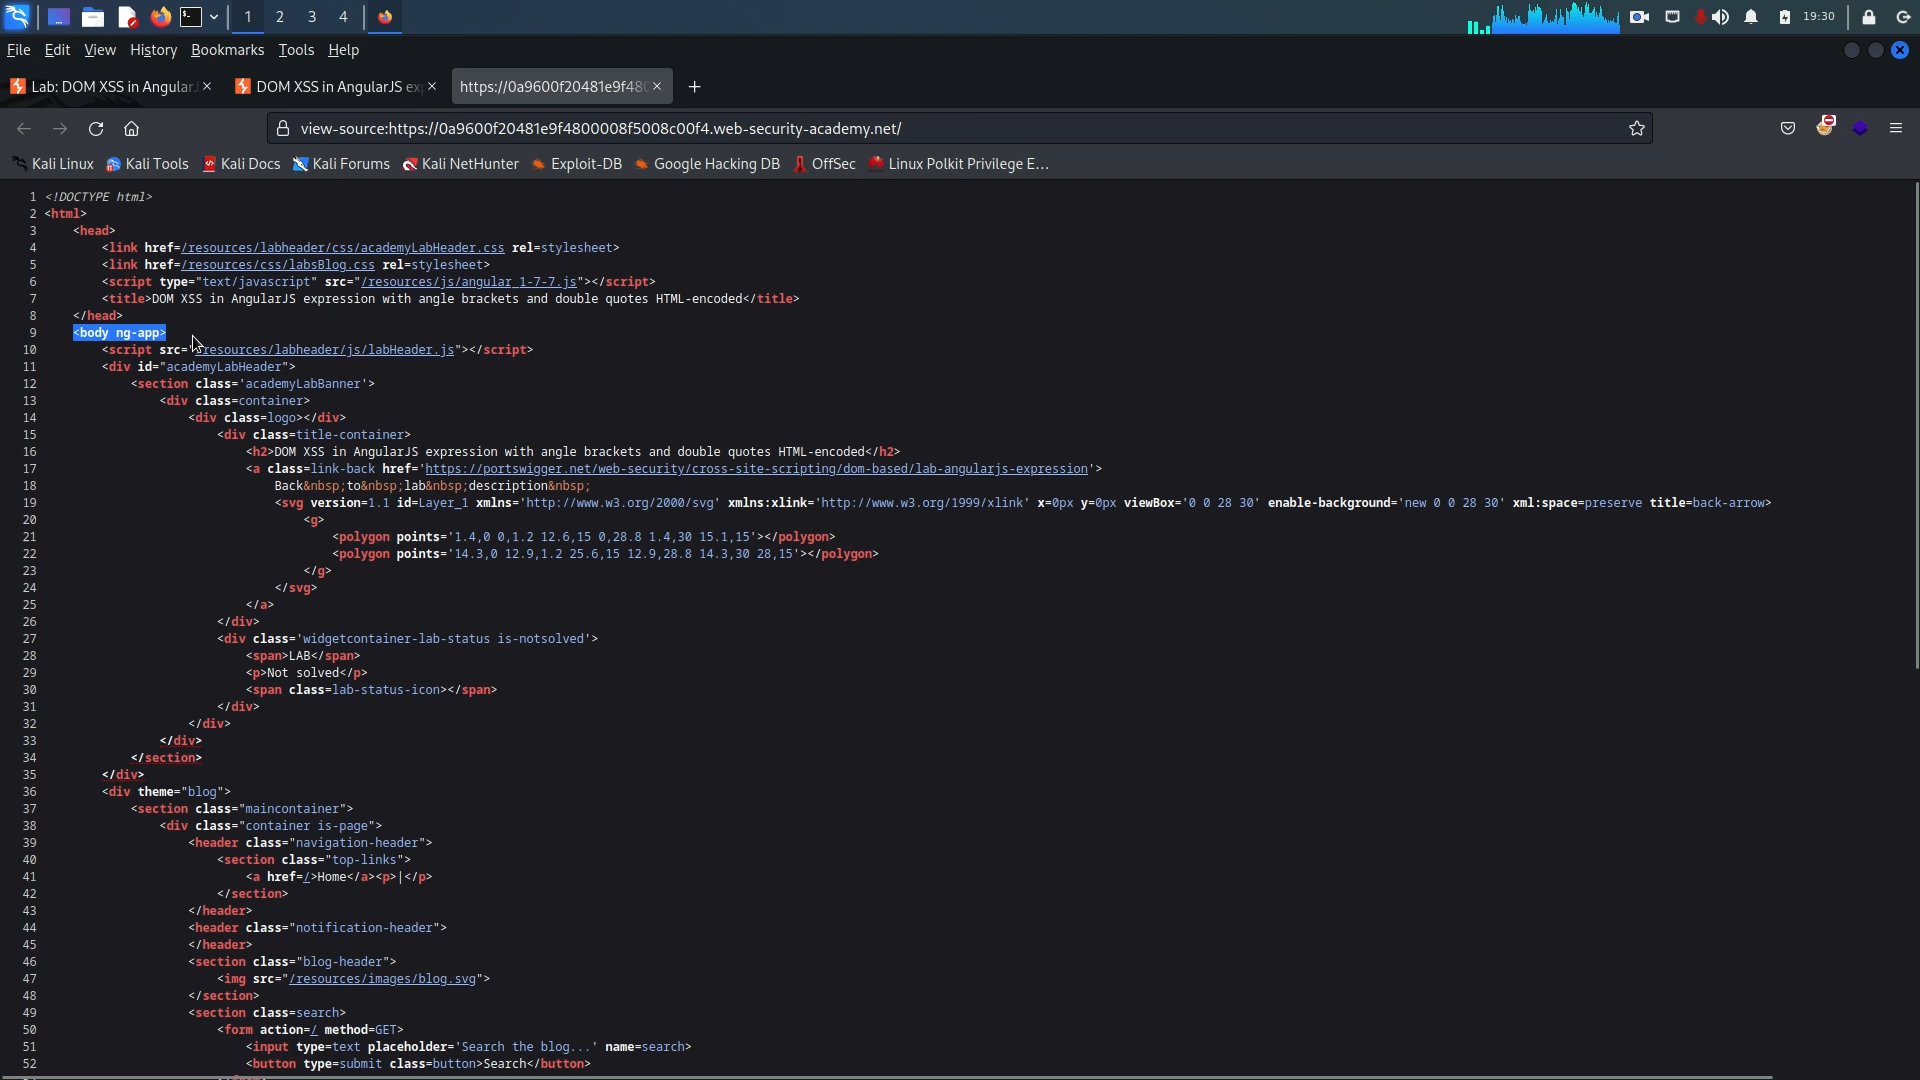 1 2 3 4
19:30
File Edit View History Bookmarks Tools Help
Lab: DOM XSS in Angular
DOM XSS in AngularJS ex
https://0a9600f20481e9f480
view-source:https://0a9600f20481e9f4800008f5008c00f4.web-security-academy.net/
Kali Linux Kali Tools Kali Docs Kali Forums Kali NetHunter Exploit-DB Google Hacking DB OffSec Linux Polkit Privilege E...
1 <!DOCTYPE html>
2 <html>
3 <head>
4 <link href=/resources/labheader/css/academyLabHeader.css rel=stylesheet>
5 <link href=/resources/css/labsBlog.css rel=stylesheet>
6 <script type="text/javascript" src="/resources/js/angular_1-7-7.js"></script>
7 <title>DOM XSS in AngularJS expression with angle brackets and double quotes HTML-encoded</title>
8 </head>
9 <body ng-app>
10 <script src="/resources/labheader/js/labHeader.js"></script>
11 <div id="academyLabHeader">
12 <section class='academyLabBanner'>
13 <div class=container>
14 <div class=logo></div>
15 <div class=title-container>
16 <h2>DOM XSS in AngularJS expression with angle brackets and double quotes HTML-encoded</h2>
17 <a class=link-back href='https://portswigger.net/web-security/cross-site-scripting/dom-based/lab-angularjs-expression'>
18 Back&nbsp;to&nbsp;lab&nbsp;description&nbsp;
19 <svg version=1.1 id=Layer_1 xmlns='http://www.w3.org/2000/svg' xmlns:xlink='http://www.w3.org/1999/xlink' x=0px y=0px viewBox='0 0 28 30' enable-background='new 0 0 28 30' xml:space=preserve title=back-arrow>
20 <g>
21 <polygon points='1.4,0 0,1.2 12.6,15 0,28.8 1.4,30 15.1,15'></polygon>
22 <polygon points='14.3,0 12.9,1.2 25.6,15 12.9,28.8 14.3,30 28,15'></polygon>
23 </g>
24 </svg>
25 </a>
26 </div>
27 <div class='widgetcontainer-lab-status is-notsolved'>
28 <span>LAB</span>
29 <p>Not solved</p>
30 <span class=lab-status-icon></span>
31 </div>
32 </div>
33 </div>
34 </section>
35 </div>
36 <div theme="blog">
37 <section class="maincontainer">
38 <div class="container is-page">
39 <header class="navigation-header">
40 <section class="top-links">
41 <a href=/>Home</a><p>|</p>
42 </section>
43 </header>
44 <header class="notification-header">
45 </header>
46 <section class="blog-header">
47 <img src="/resources/images/blog.svg">
48 </section>
49 <section class=search>
50 <form action=/ method=GET>
51 <input type=text placeholder='Search the blog...' name=search>
52 <button type=submit class=button>Search</button>